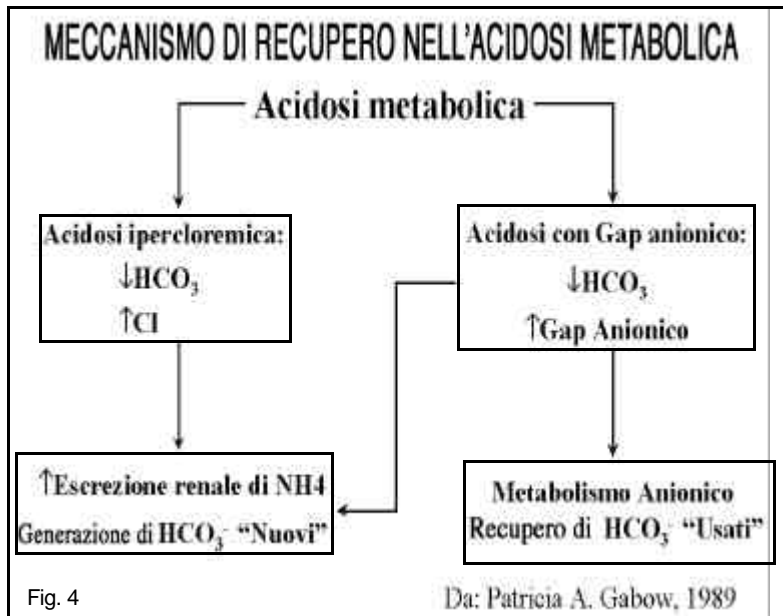 MECCANISMO DI RECUPERO NELL'ACIDOSI METABOLICA
Acidosi metabolica
Acidosi ipercloremica:
↓HCO₃
↑Cl
Acidosi con Gap anionico:
↓HCO₃
↑Gap Anionico
↑Escrezione renale di NH4
Generazione di HCO₃⁻ “Nuovi”
Metabolismo Anionico
Recupero di HCO₃⁻ “Usati”
Fig. 4
Da: Patricia A. Gabow, 1989